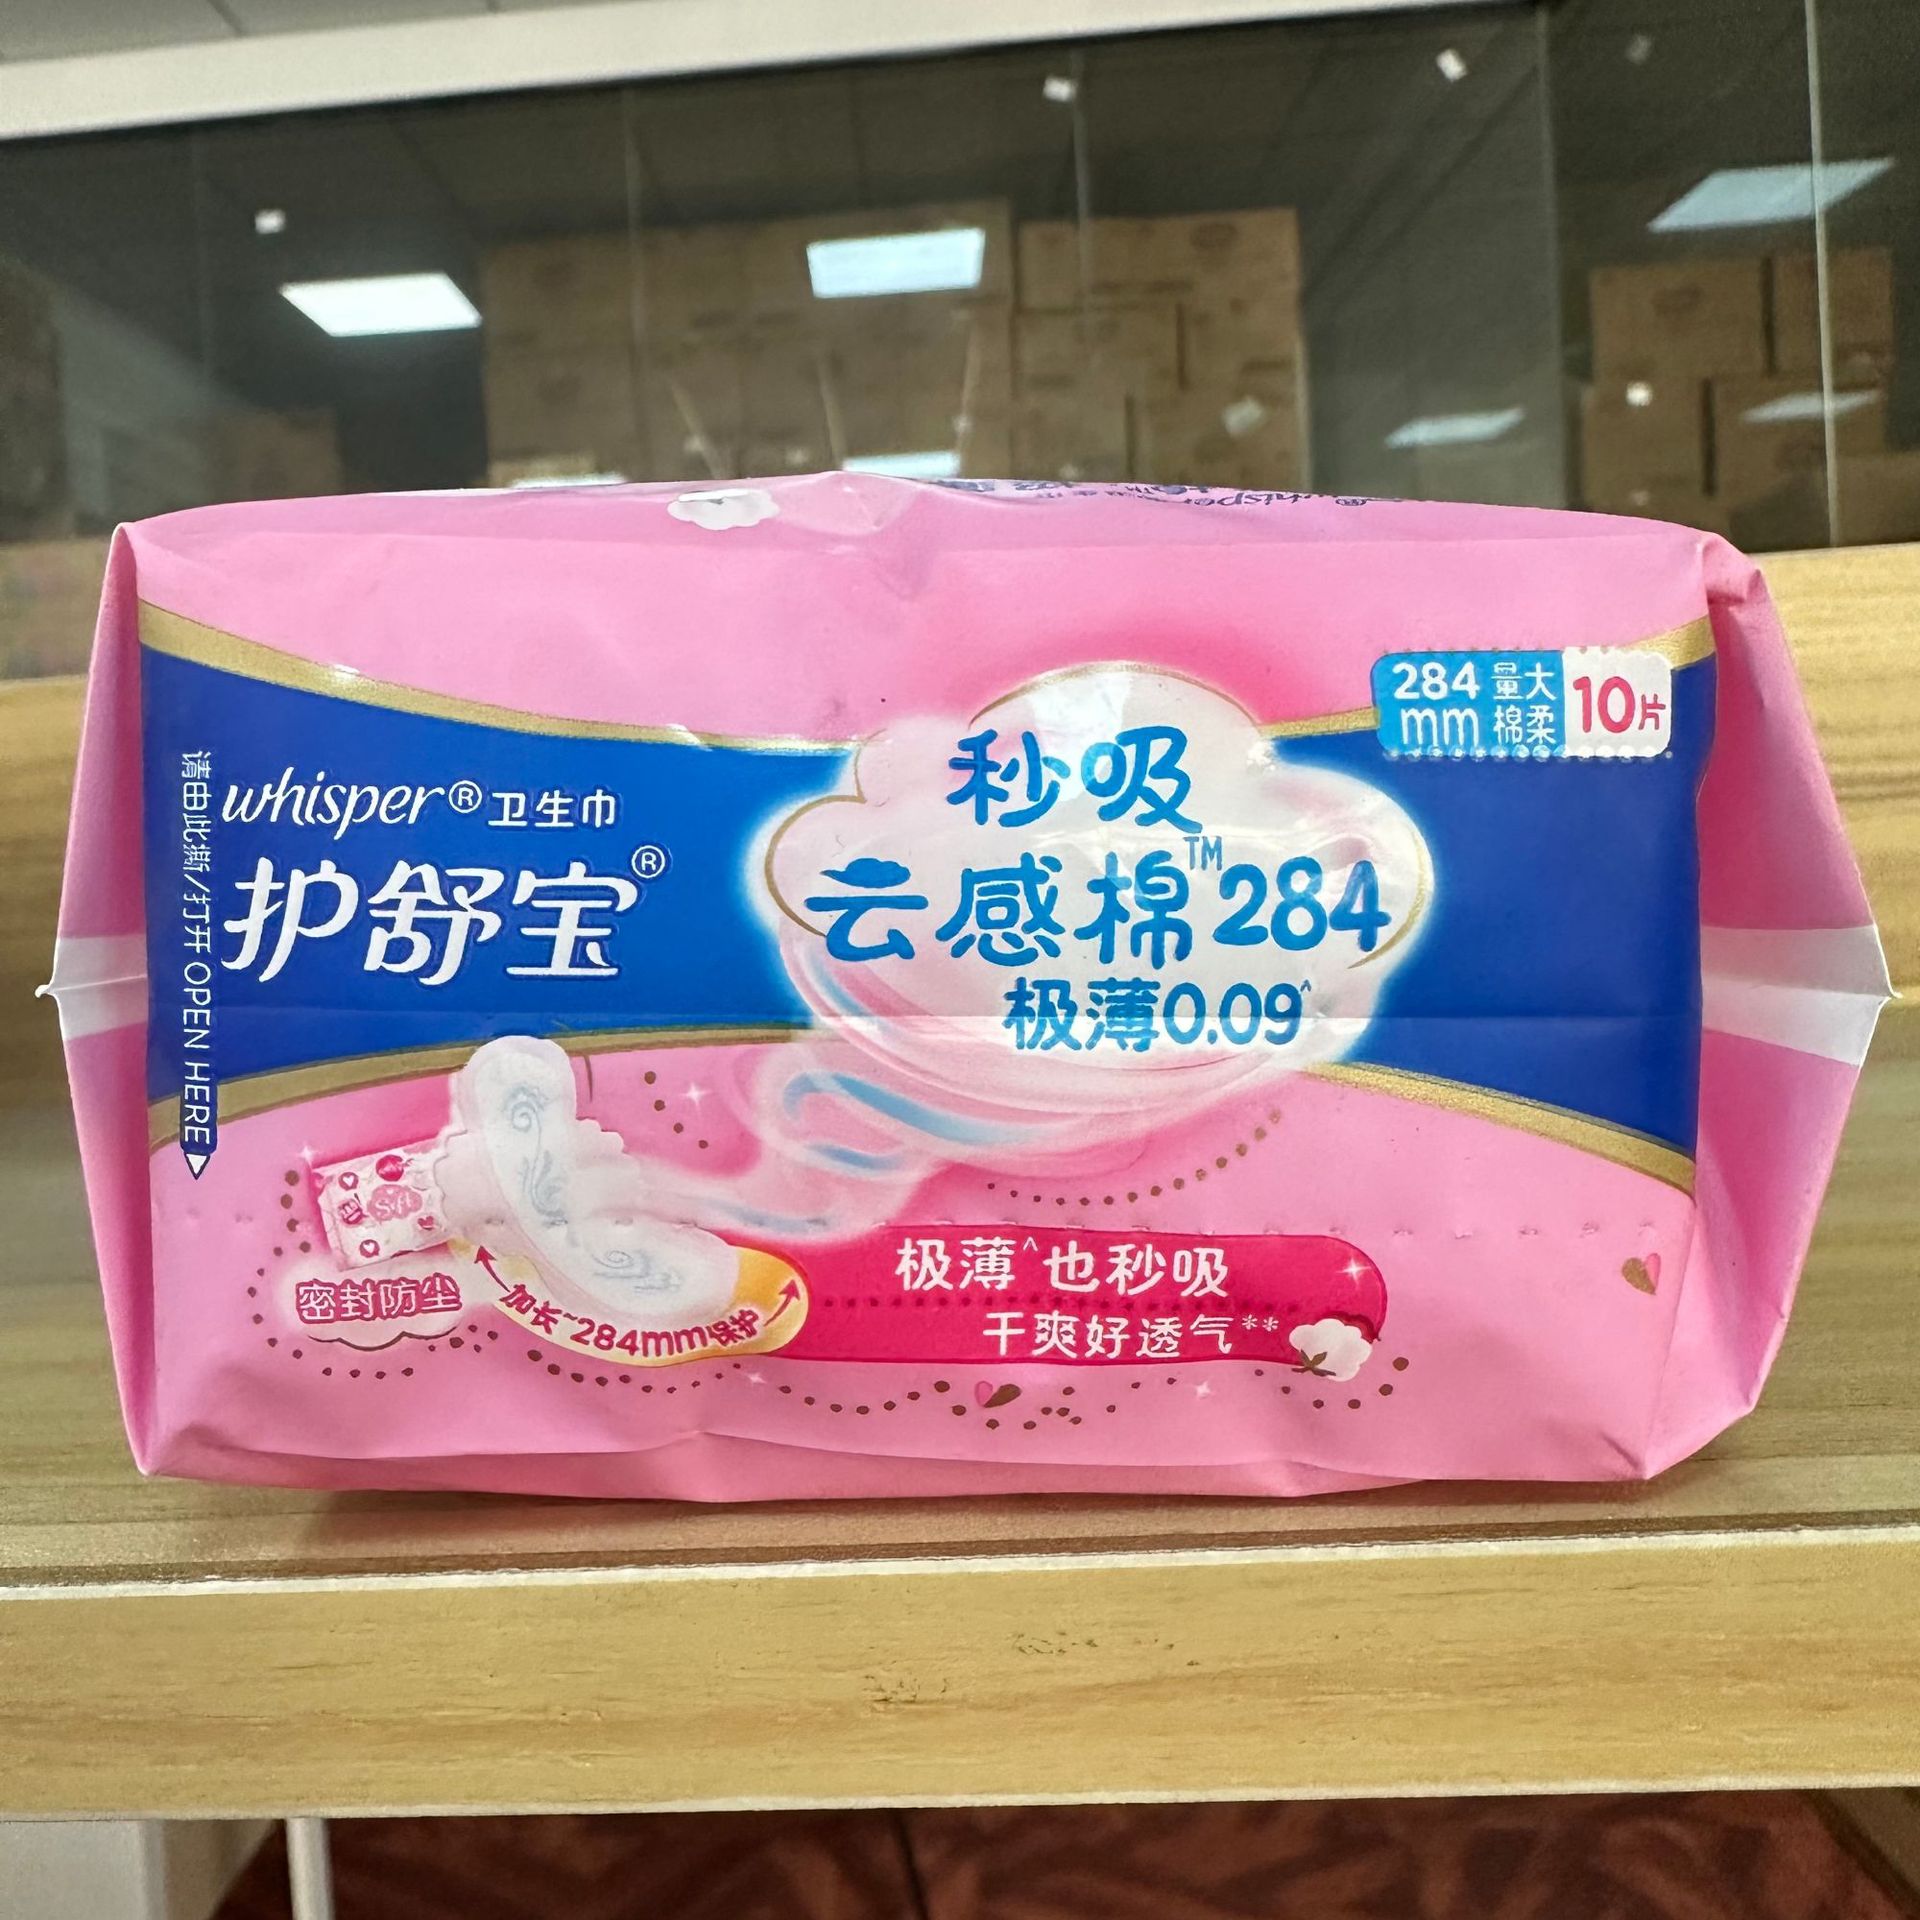 284
mm
量大
棉柔
10片
whisper®卫生巾
护舒宝®
请由此撕/打开 OPEN HERE
秒吸
云感棉™284
极薄0.09^
密封防尘
加长~284mm保护
极薄^也秒吸
干爽好透气**